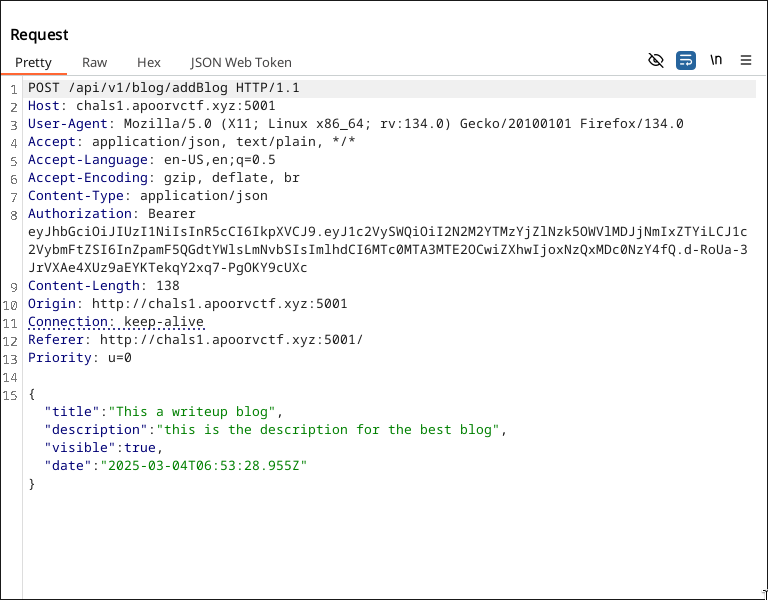 Request
Pretty Raw Hex JSON Web Token \n
1 POST /api/v1/blog/addBlog HTTP/1.1
2 Host: chals1.apoorvctf.xyz:5001
3 User-Agent: Mozilla/5.0 (X11; Linux x86_64; rv:134.0) Gecko/20100101 Firefox/134.0
4 Accept: application/json, text/plain, */*
5 Accept-Language: en-US,en;q=0.5
6 Accept-Encoding: gzip, deflate, br
7 Content-Type: application/json
8 Authorization: Bearer
eyJhbGciOiJIUzI1NiIsInR5cCI6IkpXVCJ9.eyJ1c2VySWQiOiI2N2M2YTMzYjZlNzk5OWVlMDJjNmIxZTYiLCJ1c
2VybmFtZSI6InZpamF5QGdtYWlsLmNvbSIsImlhdCI6MTc0MTA3MTE2OCwiZXhwIjoxNzQxMDc0NzY4fQ.d-RoUa-3
JrVXAe4XUz9aEYKTekqY2xq7-PgOKY9cUXc
9 Content-Length: 138
10 Origin: http://chals1.apoorvctf.xyz:5001
11 Connection: keep-alive
12 Referer: http://chals1.apoorvctf.xyz:5001/
13 Priority: u=0
14
15 {
"title":"This a writeup blog",
"description":"this is the description for the best blog",
"visible":true,
"date":"2025-03-04T06:53:28.955Z"
}